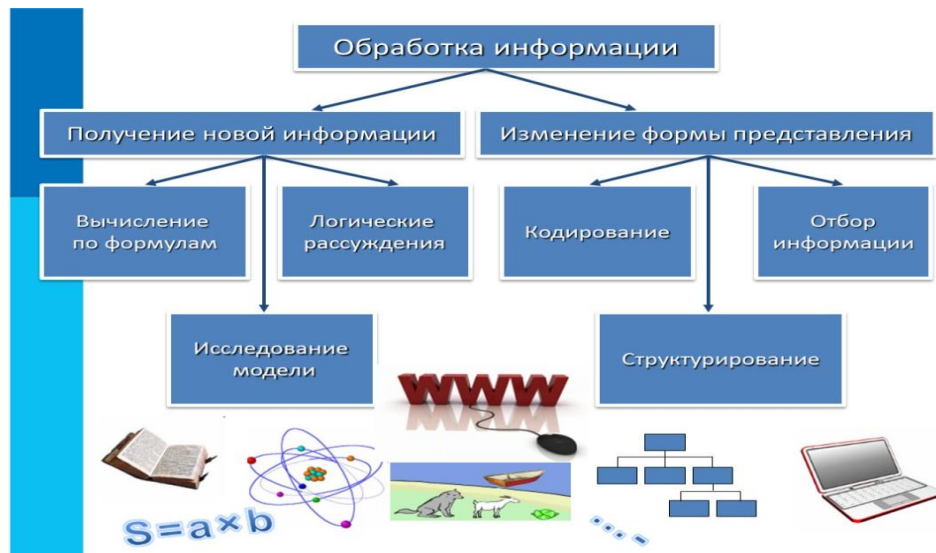 Обработка информации
Получение новой информации
Изменение формы представления
Вычисление
по формулам
Логические
рассуждения
Кодирование
Отбор
информации
Исследование
модели
Структурирование
www
S=a×b
....-